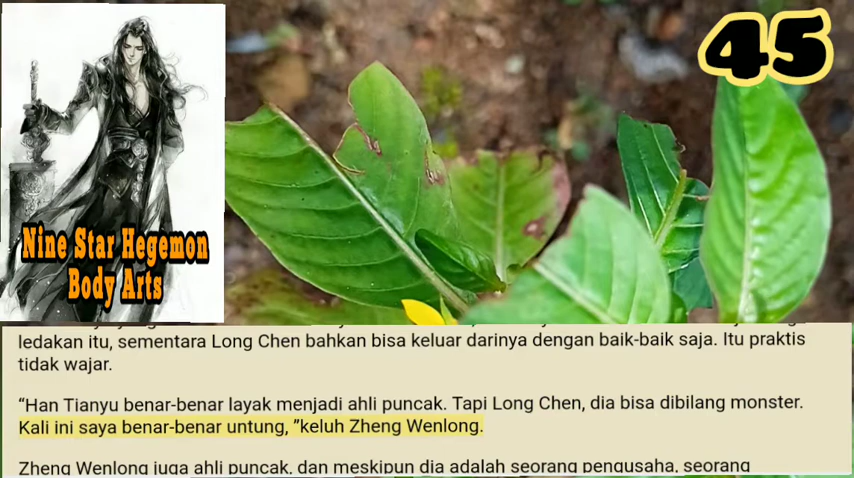 45
Nine Star Hegemon
Body Arts
ledakan itu, sementara Long Chen bahkan bisa keluar darinya dengan baik-baik saja. Itu praktis
tidak wajar.
“Han Tianyu benar-benar layak menjadi ahli puncak. Tapi Long Chen, dia bisa dibilang monster.
Kali ini saya benar-benar untung, ”keluh Zheng Wenlong.
Zheng Wenlong juga ahli puncak, dan meskipun dia adalah seorang pengusaha, seorang